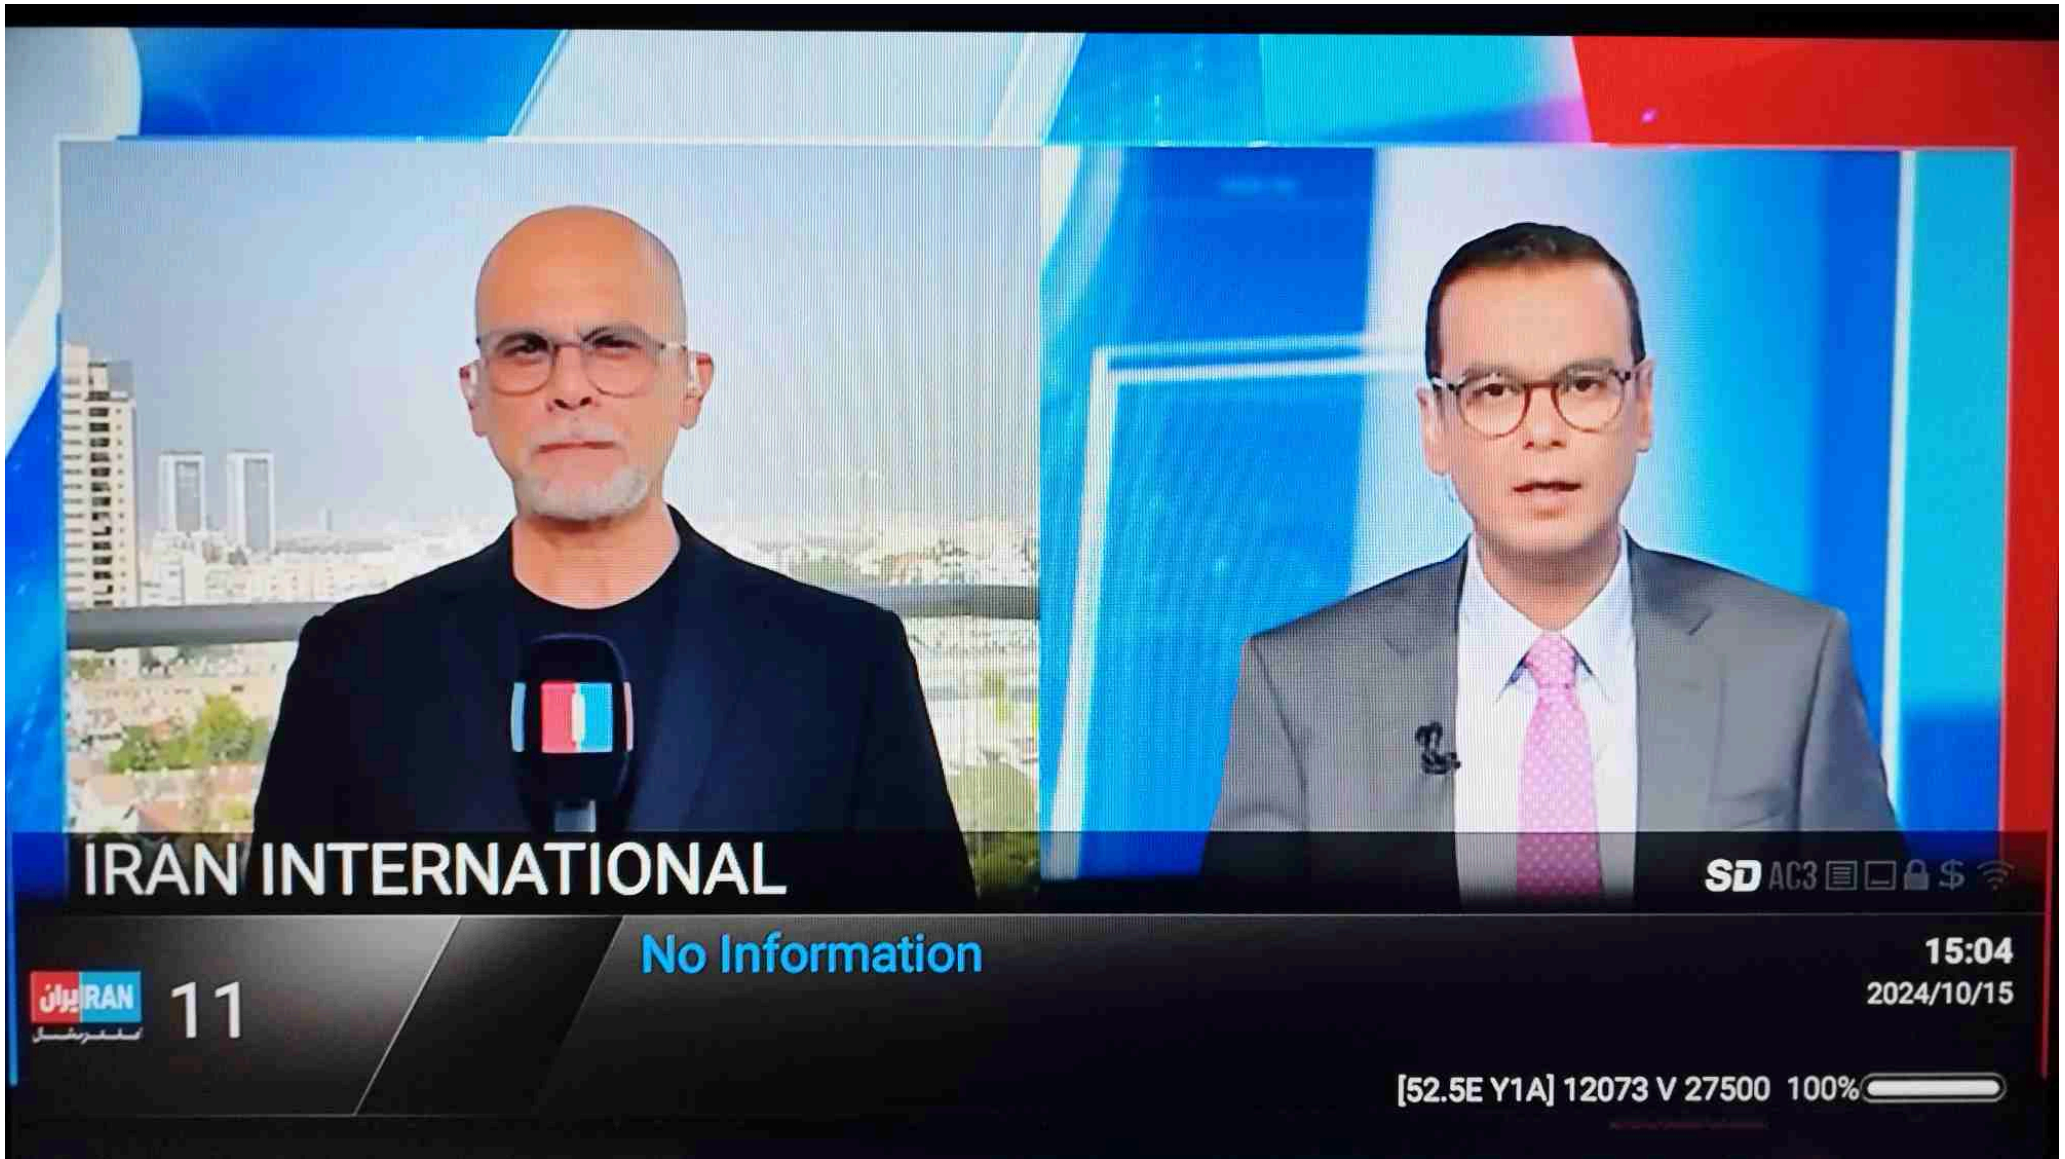 IRAN INTERNATIONAL
SD AC3 $
No Information
15:04
2024/10/15
ایران IRAN
اینترنشنال
11
[52.5E Y1A] 12073 V 27500 100%